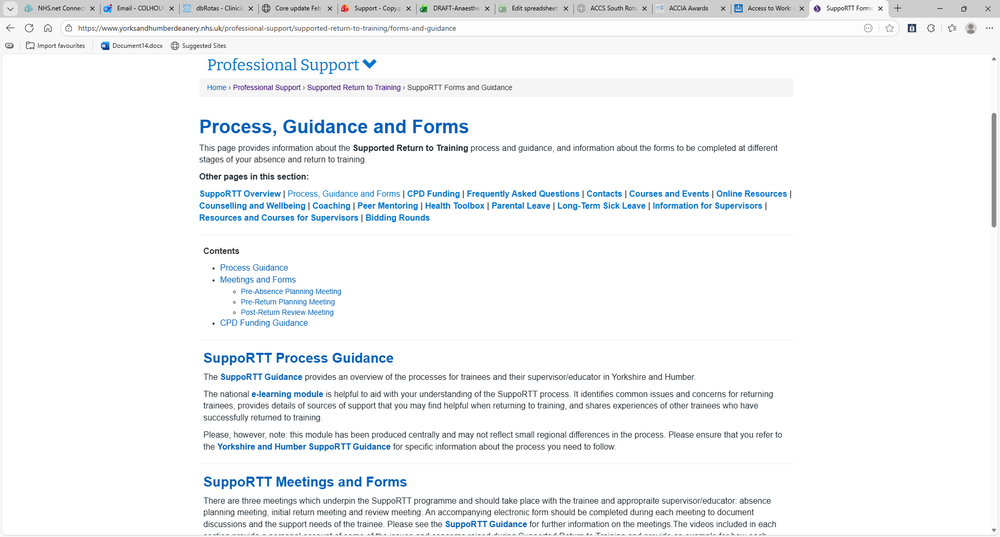 NHS.net Connect
Email - COLHOU
dbRotas - Clinicia
Core update Feb
Support - Copy.p
DRAFT-Anaesthe
Edit spreadsheet
ACCS South Rota
ACCIA Awards
Access to Work:
SuppoRTT Forms
https://www.yorksandhumberdeanery.nhs.uk/professional-support/supported-return-to-training/forms-and-guidance
Import favourites
Document14.docx
Suggested Sites
Professional Support
Home › Professional Support › Supported Return to Training › SuppoRTT Forms and Guidance
Process, Guidance and Forms
This page provides information about the Supported Return to Training process and guidance, and information about the forms to be completed at different
stages of your absence and return to training.
Other pages in this section:
SuppoRTT Overview | Process, Guidance and Forms | CPD Funding | Frequently Asked Questions | Contacts | Courses and Events | Online Resources |
Counselling and Wellbeing | Coaching | Peer Mentoring | Health Toolbox | Parental Leave | Long-Term Sick Leave | Information for Supervisors |
Resources and Courses for Supervisors | Bidding Rounds
Contents
Process Guidance
Meetings and Forms
Pre-Absence Planning Meeting
Pre-Return Planning Meeting
Post-Return Review Meeting
CPD Funding Guidance
SuppoRTT Process Guidance
The SuppoRTT Guidance provides an overview of the processes for trainees and their supervisor/educator in Yorkshire and Humber.
The national e-learning module is helpful to aid with your understanding of the SuppoRTT process. It identifies common issues and concerns for returning
trainees, provides details of sources of support that you may find helpful when returning to training, and shares experiences of other trainees who have
successfully returned to training.
Please, however, note: this module has been produced centrally and may not reflect small regional differences in the process. Please ensure that you refer to
the Yorkshire and Humber SuppoRTT Guidance for specific information about the process you need to follow.
SuppoRTT Meetings and Forms
There are three meetings which underpin the SuppoRTT programme and should take place with the trainee and appropraite supervisor/educator: absence
planning meeting, initial return meeting and review meeting. An accompanying electronic form should be completed during each meeting to document
discussions and the support needs of the trainee. Please see the SuppoRTT Guidance for further information on the meetings.The videos included in each